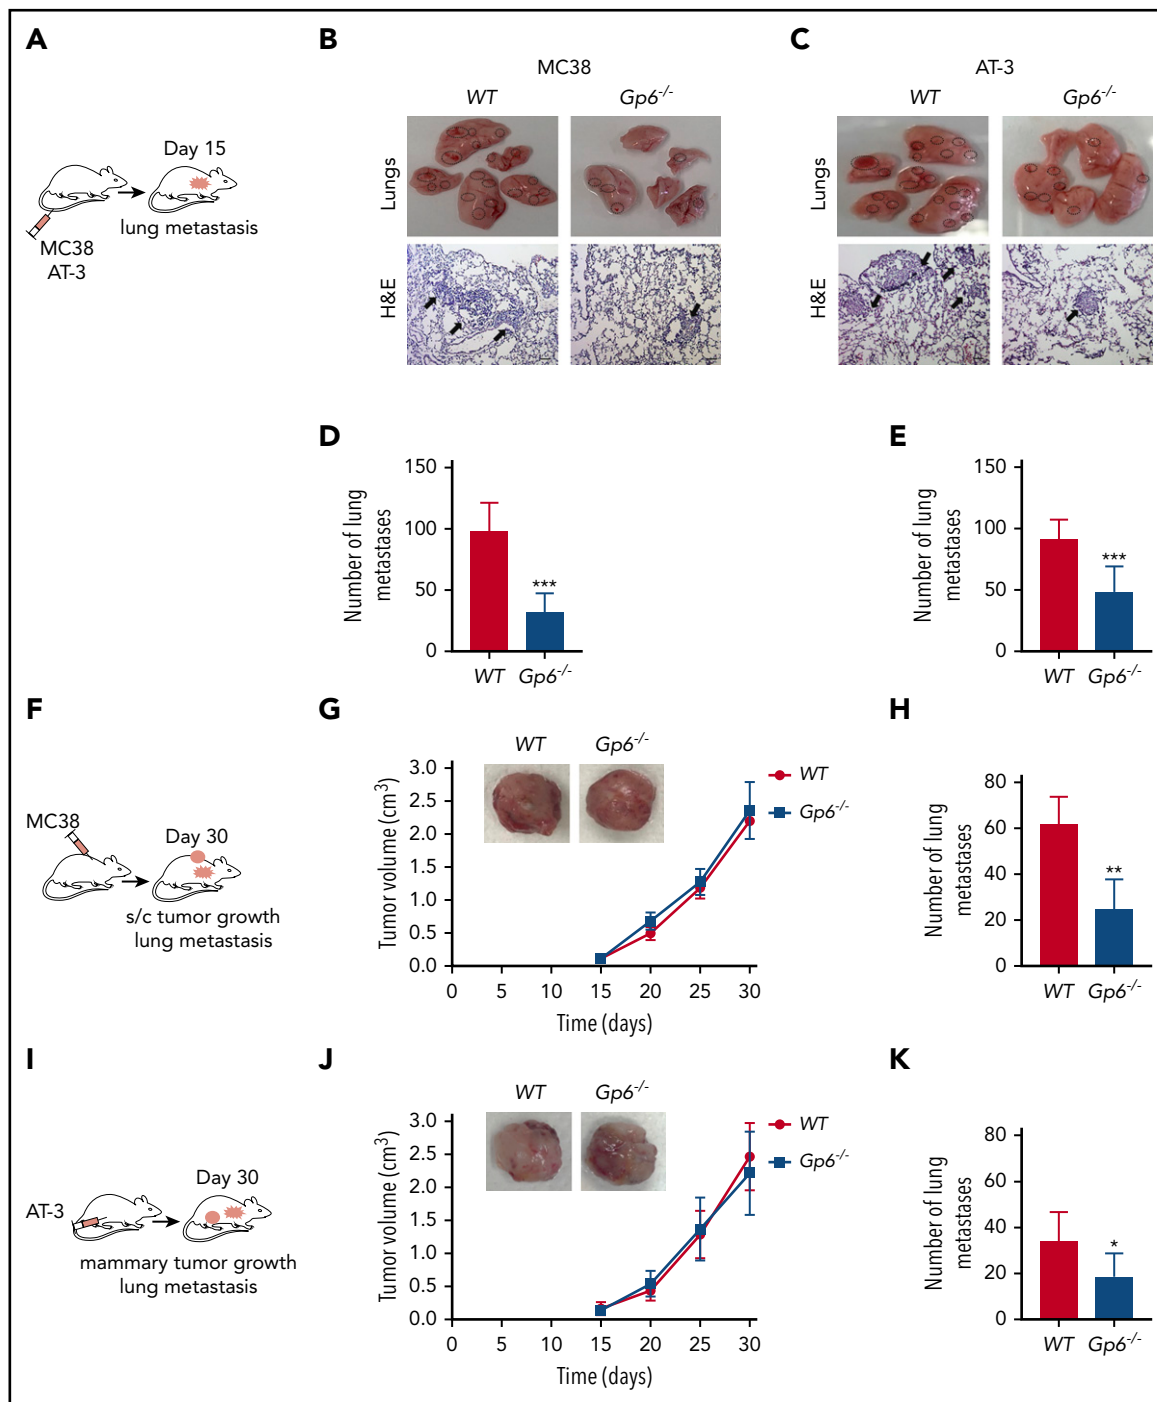 A
Day 15
MC38
AT-3
lung metastasis
B
MC38
WT
Gp6-/-
Lungs
H&E
C
AT-3
WT
Gp6-/-
Lungs
H&E
D
Number of lung
metastases
150
100
50
0
***
WT
Gp6-/-
E
Number of lung
metastases
150
100
50
0
***
WT
Gp6-/-
F
MC38
Day 30
s/c tumor growth
lung metastasis
G
WT
Gp6-/-
Tumor volume (cm3)
3.0
2.5
2.0
1.5
1.0
0.5
0.0
0 5 10 15 20 25 30
Time (days)
WT
Gp6-/-
H
Number of lung
metastases
80
60
40
20
0
**
WT
Gp6-/-
I
AT-3
Day 30
mammary tumor growth
lung metastasis
J
WT
Gp6-/-
Tumor volume (cm3)
3.0
2.5
2.0
1.5
1.0
0.5
0.0
0 5 10 15 20 25 30
Time (days)
WT
Gp6-/-
K
Number of lung
metastases
80
60
40
20
0
*
WT
Gp6-/-